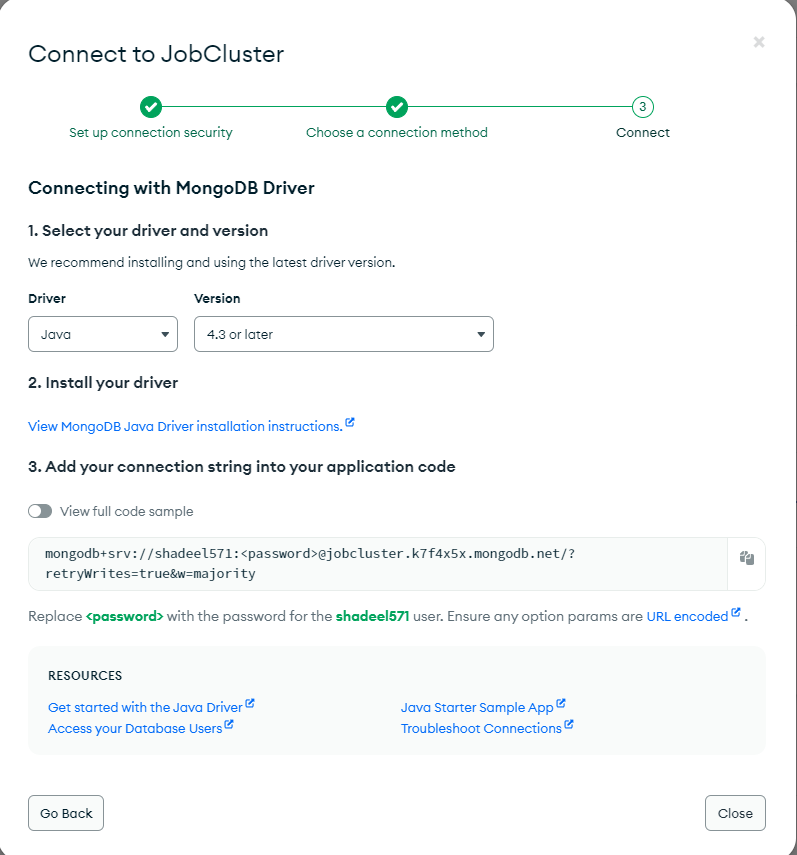 Connect to JobCluster
3
Set up connection security
Choose a connection method
Connect
Connecting with MongoDB Driver
1. Select your driver and version
We recommend installing and using the latest driver version.
Driver
Version
Java
4.3 or later
2. Install your driver
View MongoDB Java Driver installation instructions.
3. Add your connection string into your application code
View full code sample
mongodb+srv://shadeel571:<password>@jobcluster.k7f4x5x.mongodb.net/?
retryWrites=true&w=majority
Replace <password> with the password for the shadeel571 user. Ensure any option params are URL encoded .
RESOURCES
Get started with the Java Driver
Java Starter Sample App
Access your Database Users
Troubleshoot Connections
Go Back
Close